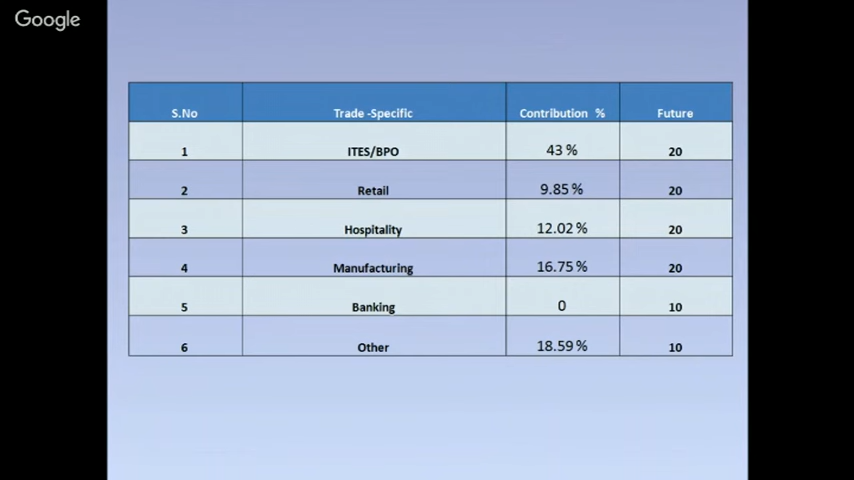 Google
S.No Trade -Specific Contribution % Future
1 ITES/BPO 43 % 20
2 Retail 9.85 % 20
3 Hospitality 12.02 % 20
4 Manufacturing 16.75 % 20
5 Banking 0 10
6 Other 18.59 % 10